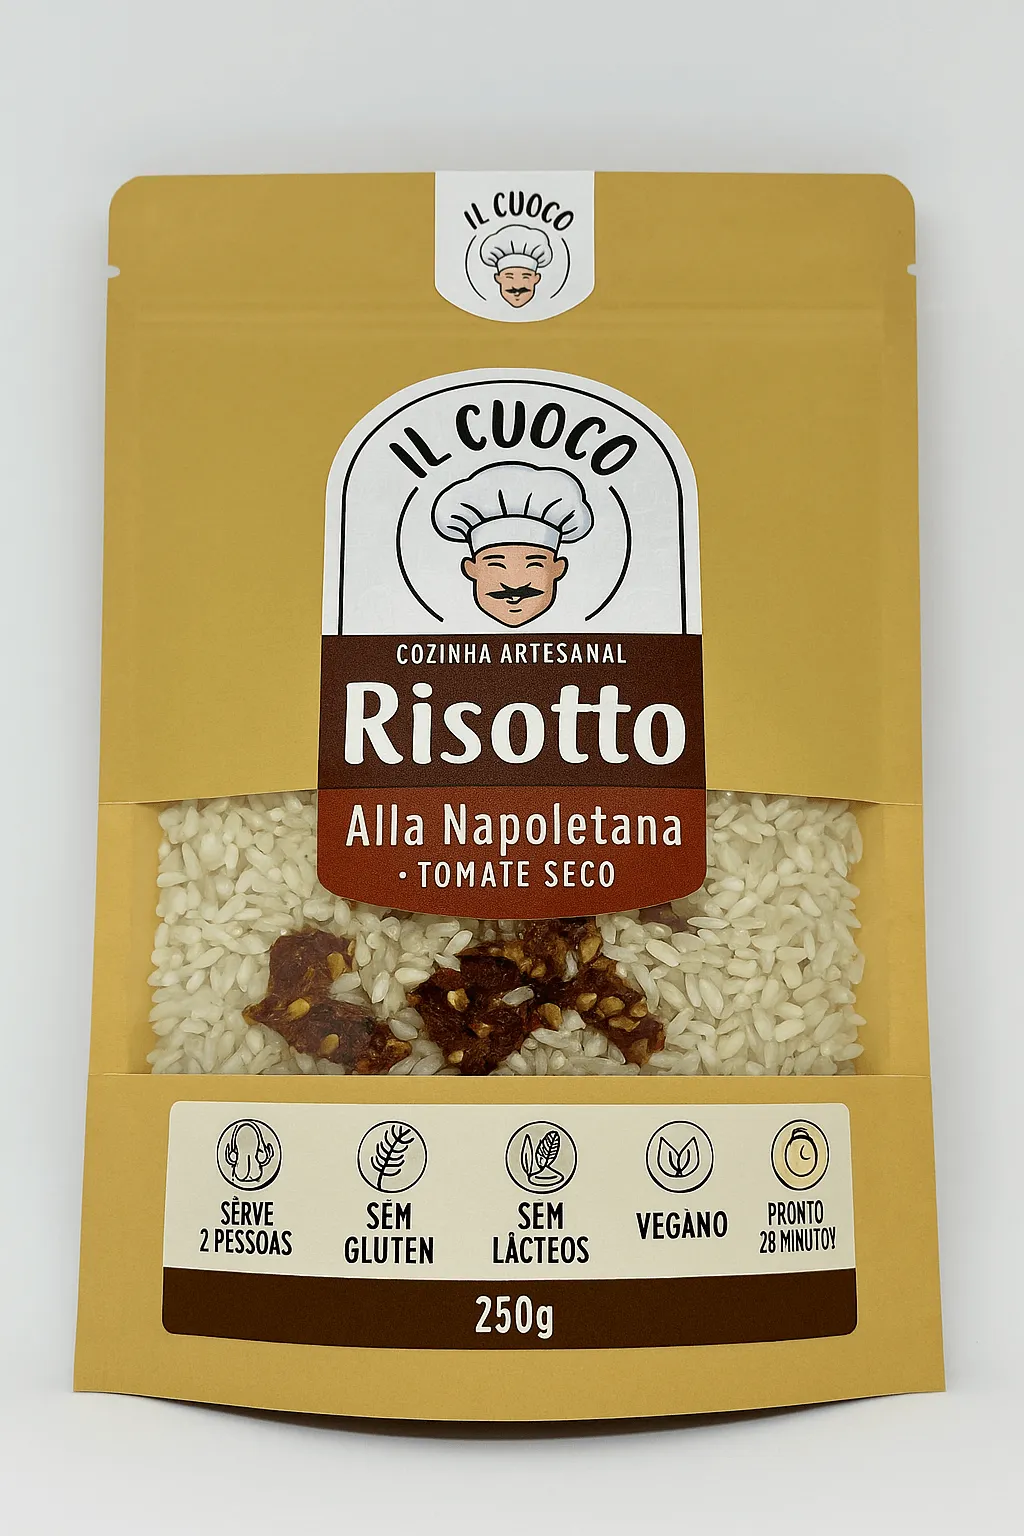 IL CUOCO
IL CUOCO
COZINHA ARTESANAL
Risotto
Alla Napoletana
• TOMATE SECO
SÈRVE
2 PESSOAS
SĒM
GLUTEN
SEM
LÅCTEOS
VEGÀNO
PRONTO
28 MINUTOY
250g